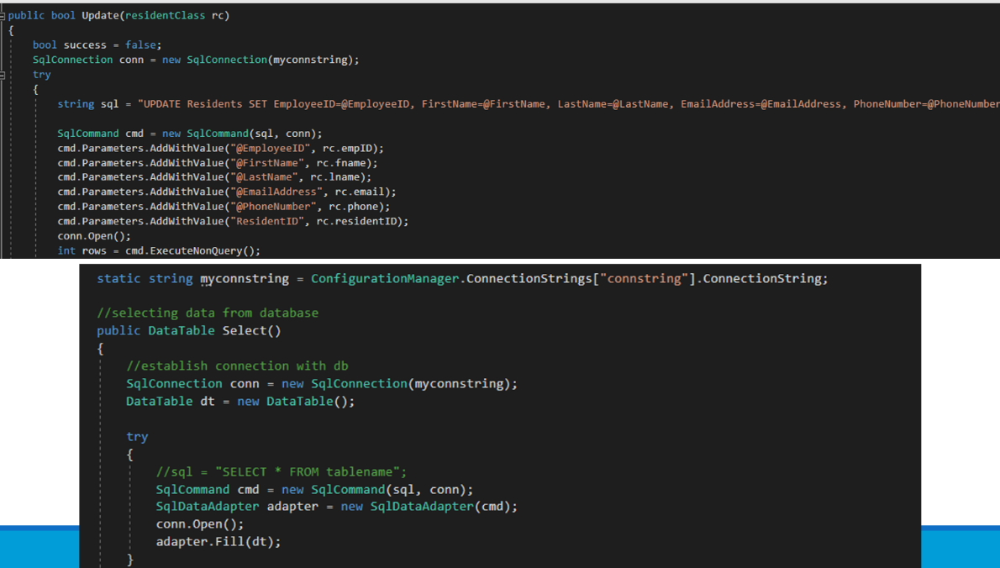 public bool Update(residentClass rc)
{
bool success = false;
SqlConnection conn = new SqlConnection(myconnstring);
try
{
string sql = "UPDATE Residents SET EmployeeID=@EmployeeID, FirstName=@FirstName, LastName=@LastName, EmailAddress=@EmailAddress, PhoneNumber=@PhoneNumber
SqlCommand cmd = new SqlCommand(sql, conn);
cmd.Parameters.AddWithValue("@EmployeeID", rc.empID);
cmd.Parameters.AddWithValue("@FirstName", rc.fname);
cmd.Parameters.AddWithValue("@LastName", rc.lname);
cmd.Parameters.AddWithValue("@EmailAddress", rc.email);
cmd.Parameters.AddWithValue("@PhoneNumber", rc.phone);
cmd.Parameters.AddWithValue("ResidentID", rc.residentID);
conn.Open();
int rows = cmd.ExecuteNonQuery();
static string myconnstring = ConfigurationManager.ConnectionStrings["connstring"].ConnectionString;
//selecting data from database
public DataTable Select()
{
//establish connection with db
SqlConnection conn = new SqlConnection(myconnstring);
DataTable dt = new DataTable();
try
{
//sql = "SELECT * FROM tablename";
SqlCommand cmd = new SqlCommand(sql, conn);
SqlDataAdapter adapter = new SqlDataAdapter(cmd);
conn.Open();
adapter.Fill(dt);
}